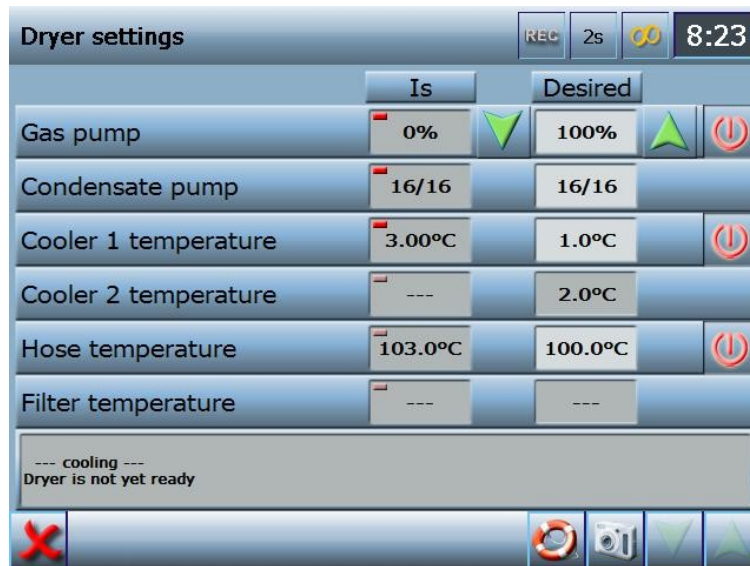 Dryer settings REC 2s 8:23
Is Desired
Gas pump 0% 100%
Condensate pump 16/16 16/16
Cooler 1 temperature 3.00ºC 1.0ºC
Cooler 2 temperature --- 2.0ºC
Hose temperature 103.0ºC 100.0ºC
Filter temperature --- ---
--- cooling ---
Dryer is not yet ready